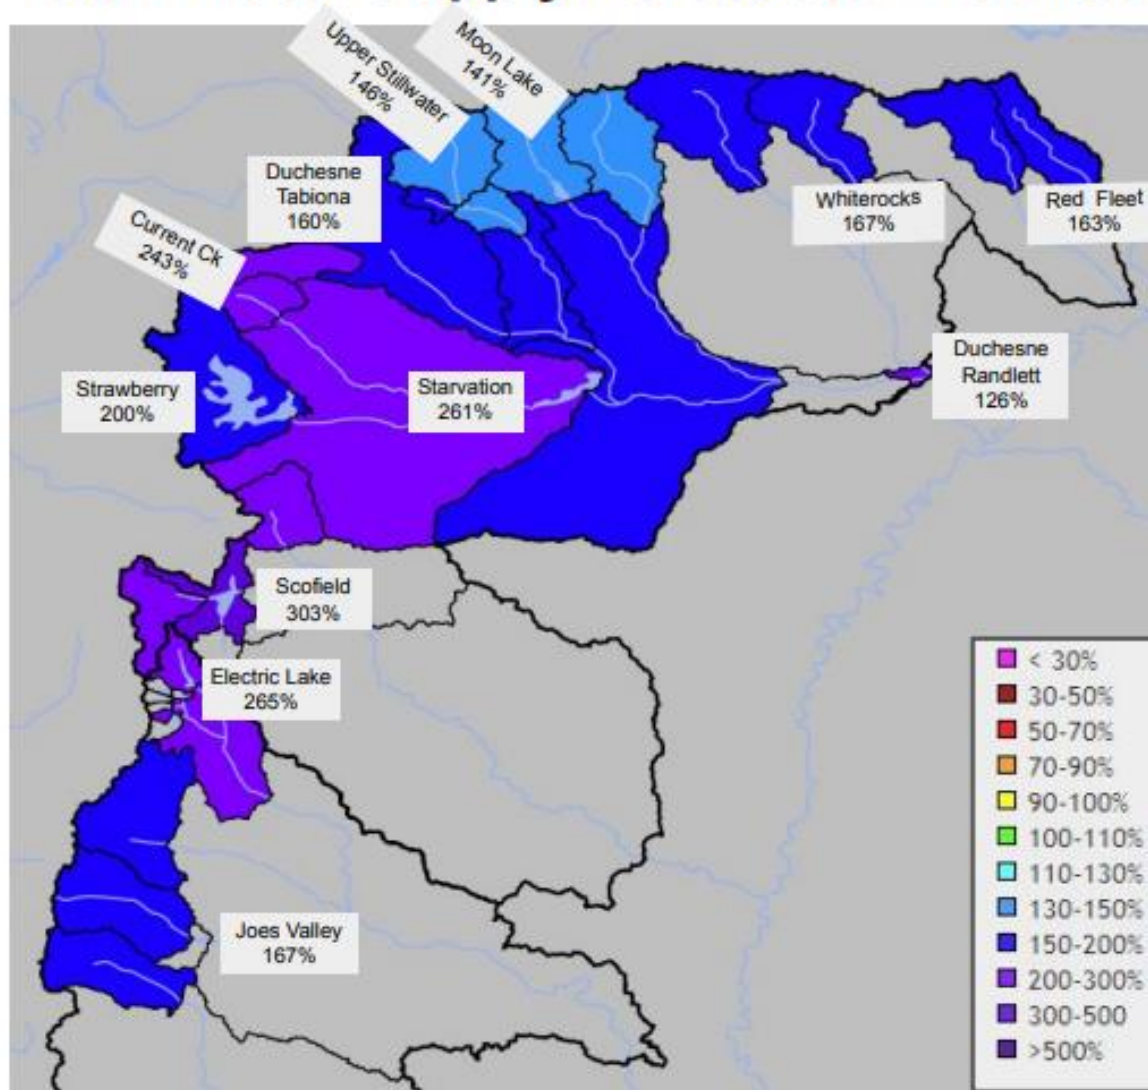 Upper Stillwater
146%
Moon Lake
141%
Duchesne
Tabiona
160%
Current Ck
243%
Whiterocks
167%
Red Fleet
163%
Strawberry
200%
Starvation
261%
Duchesne
Randlett
126%
Scofield
303%
Electric Lake
265%
Joes Valley
167%
< 30%
30-50%
50-70%
70-90%
90-100%
100-110%
110-130%
130-150%
150-200%
200-300%
300-500
>500%